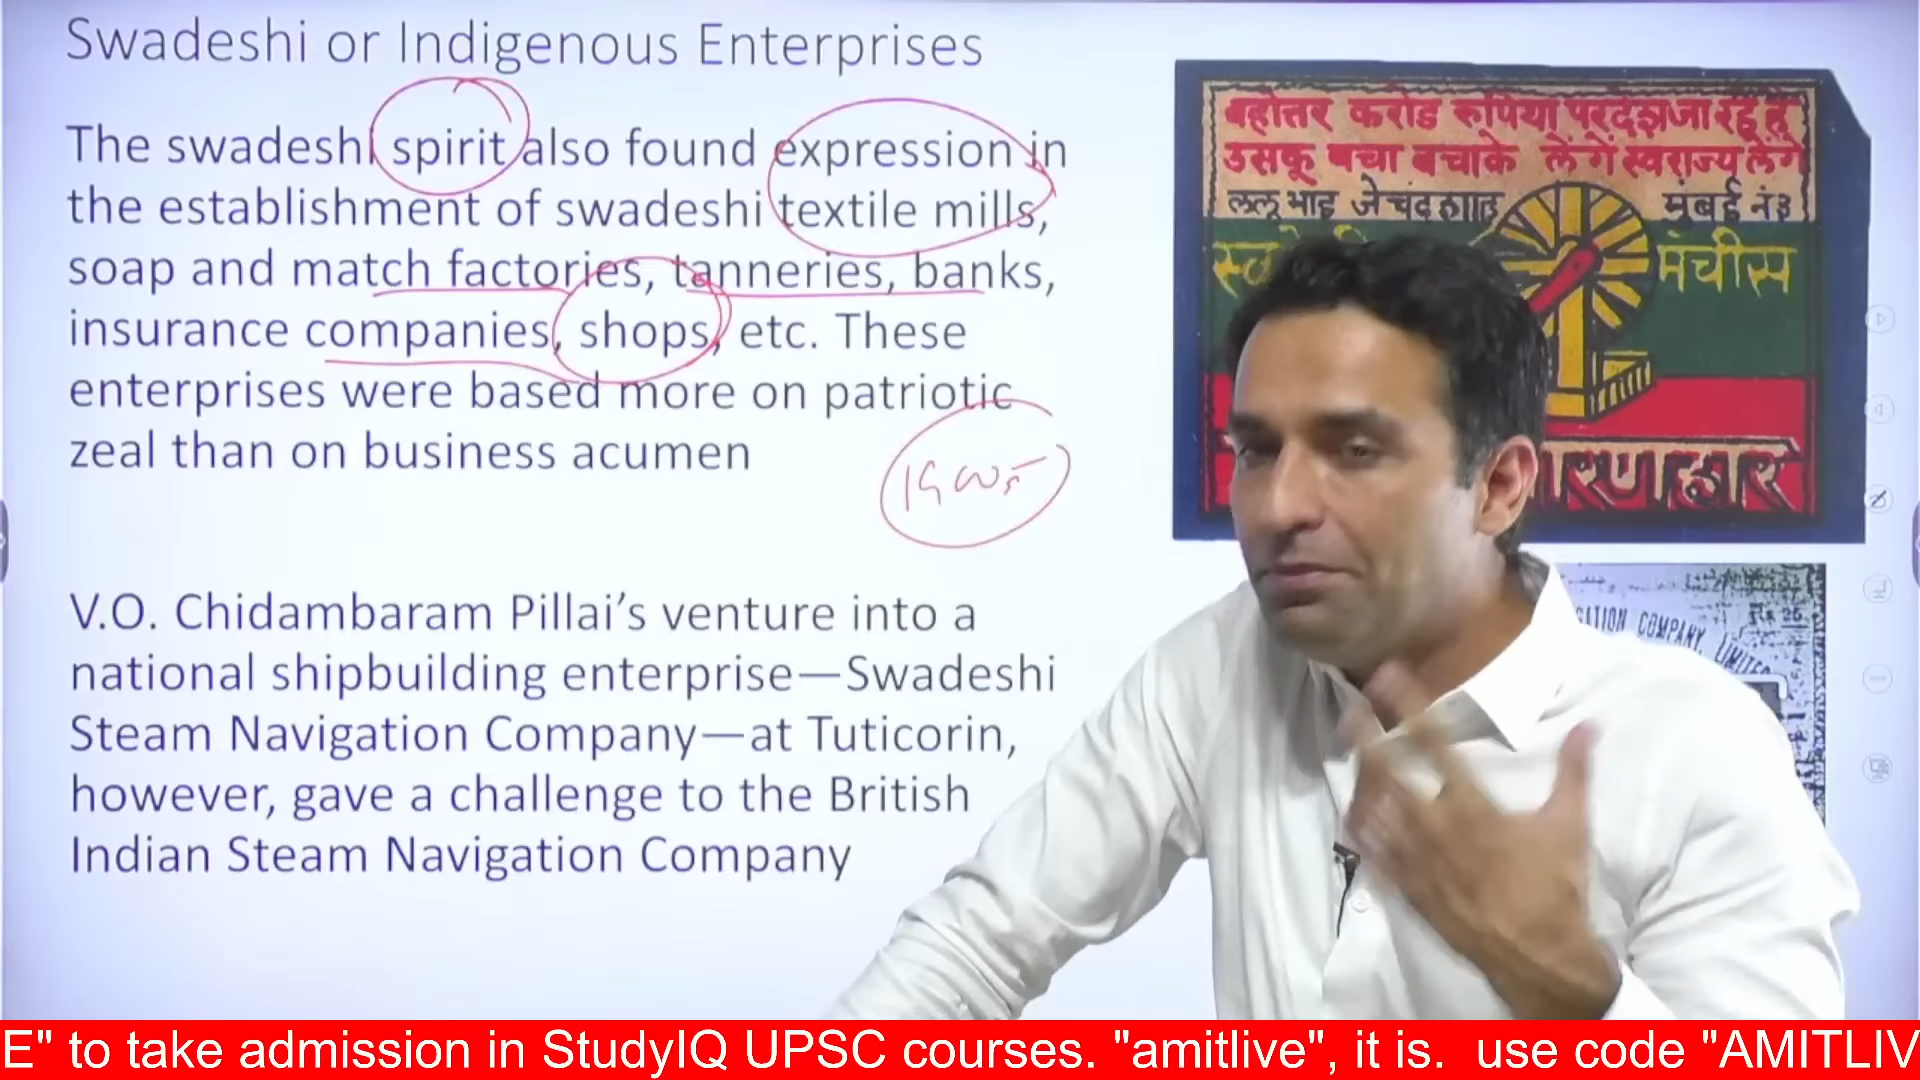 Swadeshi or Indigenous Enterprises
The swadeshi spirit also found expression in
the establishment of swadeshi textile mills,
soap and match factories, tanneries, banks,
insurance companies, shops, etc. These
enterprises were based more on patriotic
zeal than on business acumen
V.O. Chidambaram Pillai’s venture into a
national shipbuilding enterprise—Swadeshi
Steam Navigation Company—at Tuticorin,
however, gave a challenge to the British
Indian Steam Navigation Company
बहोत्तर करोड रुपिया परदेश जा रहू हे
उसकू बचा बचाके लेंगें स्वराज्य लेंगे
मुंबई नं ३
मंचीस
COMPANY, LIMITED
E" to take admission in StudyIQ UPSC courses. "amitlive", it is. use code "AMITLIV